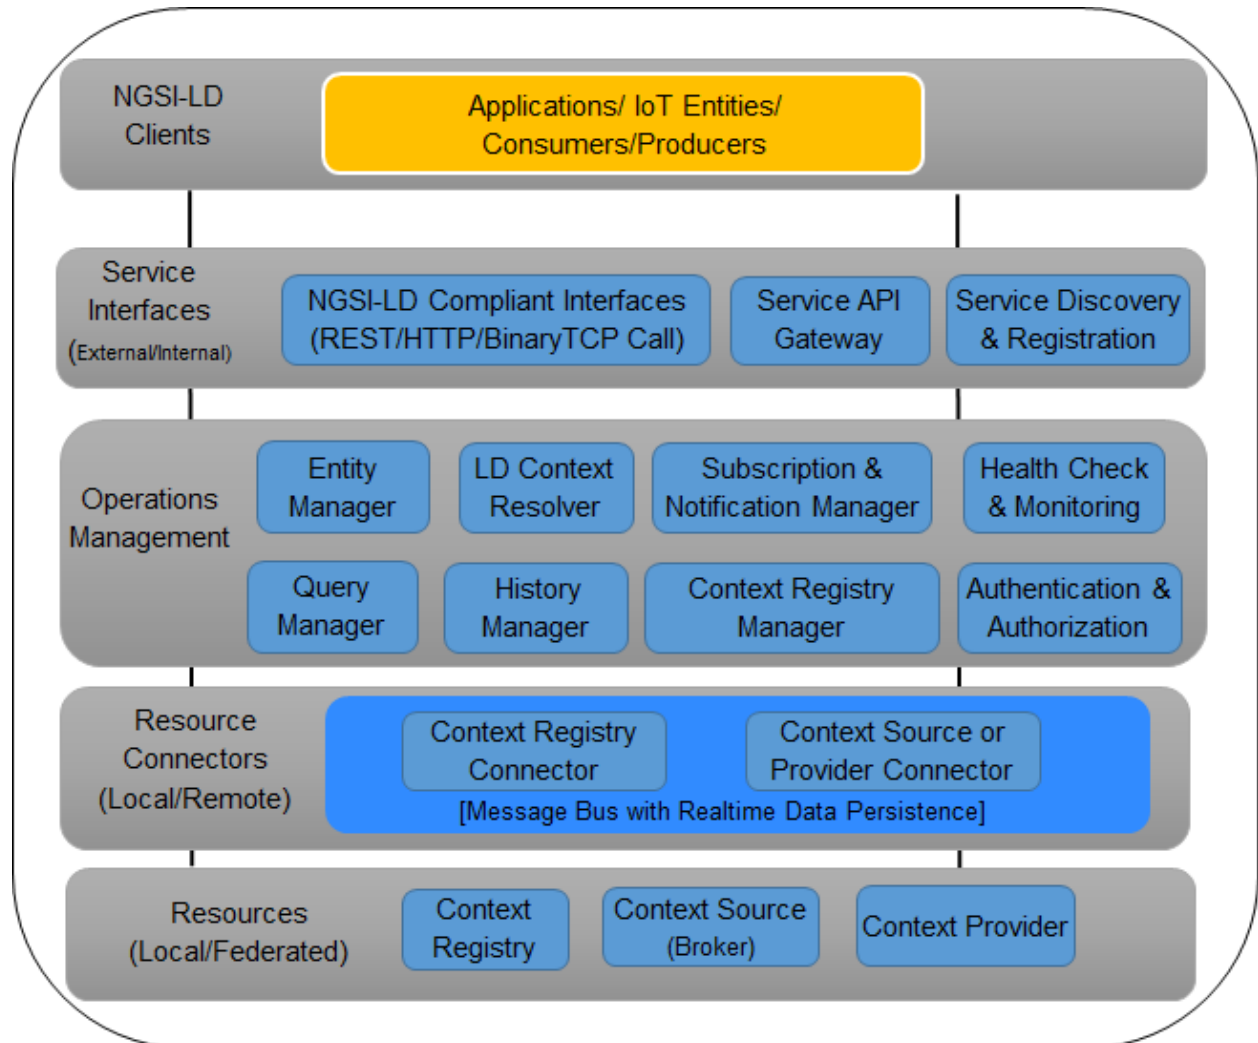 NGSI-LD
Clients
Applications/ IoT Entities/
Consumers/Producers
Service
Interfaces
(External/Internal)
NGSI-LD Compliant Interfaces
(REST/HTTP/BinaryTCP Call)
Service API
Gateway
Service Discovery
& Registration
Operations
Management
Entity
Manager
LD Context
Resolver
Subscription &
Notification Manager
Health Check
& Monitoring
Query
Manager
History
Manager
Context Registry
Manager
Authentication &
Authorization
Resource
Connectors
(Local/Remote)
Context Registry
Connector
Context Source or
Provider Connector
[Message Bus with Realtime Data Persistence]
Resources
(Local/Federated)
Context
Registry
Context Source
(Broker)
Context Provider